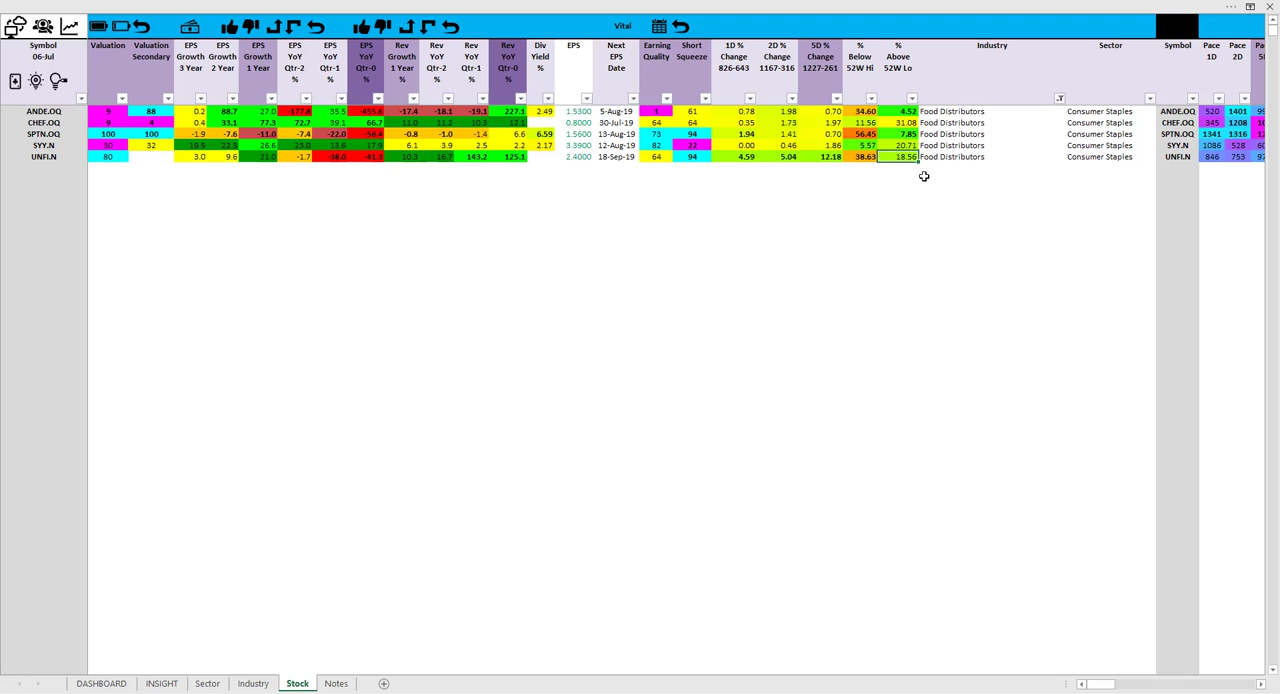 Vital
Symbol 06-Jul
Valuation
Valuation Secondary
EPS Growth 3 Year
EPS Growth 2 Year
EPS Growth 1 Year
EPS YoY Qtr-2 %
EPS YoY Qtr-1 %
EPS YoY Qtr-0 %
Rev Growth 1 Year
Rev YoY Qtr-2 %
Rev YoY Qtr-1 %
Rev YoY Qtr-0 %
Div Yield %
EPS
Next EPS Date
Earning Quality
Short Squeeze
1D % Change 826-643
2D % Change 1167-316
5D % Change 1227-261
% Below 52W Hi
% Above 52W Lo
Industry
Sector
Symbol
Pace 1D
Pace 2D
ANDE.OQ 9 88 0.2 88.7 27.0 -177.8 35.5 -455.6 -17.4 -18.1 -19.1 227.1 2.49 1.5300 5-Aug-19 1 61 0.78 1.98 0.70 34.60 4.52 Food Distributors Consumer Staples ANDE.OQ 520 1401 99
CHEF.OQ 9 4 0.4 33.1 77.3 72.7 39.1 66.7 11.0 11.2 10.3 12.1 0.8000 30-Jul-19 64 64 0.35 1.73 1.97 11.56 31.08 Food Distributors Consumer Staples CHEF.OQ 345 1208
SPTN.OQ 100 100 -1.9 -7.6 -11.0 -7.4 -22.0 -56.4 -0.8 -1.0 -1.4 6.6 6.59 1.5600 13-Aug-19 73 94 1.94 1.41 0.70 56.45 7.85 Food Distributors Consumer Staples SPTN.OQ 1341 1316
SYY.N 30 32 19.5 22.3 26.6 23.0 13.6 17.9 6.1 3.9 2.5 2.2 2.17 3.3900 12-Aug-19 82 22 0.00 0.46 1.86 5.57 20.71 Food Distributors Consumer Staples SYY.N 1086 528 60
UNFI.N 80 3.0 9.6 21.0 -1.7 -38.0 -41.3 10.3 16.7 143.2 125.1 2.4000 18-Sep-19 64 94 4.59 5.04 12.18 38.63 18.56 Food Distributors Consumer Staples UNFI.N 846 753 97
DASHBOARD INSIGHT Sector Industry Stock Notes